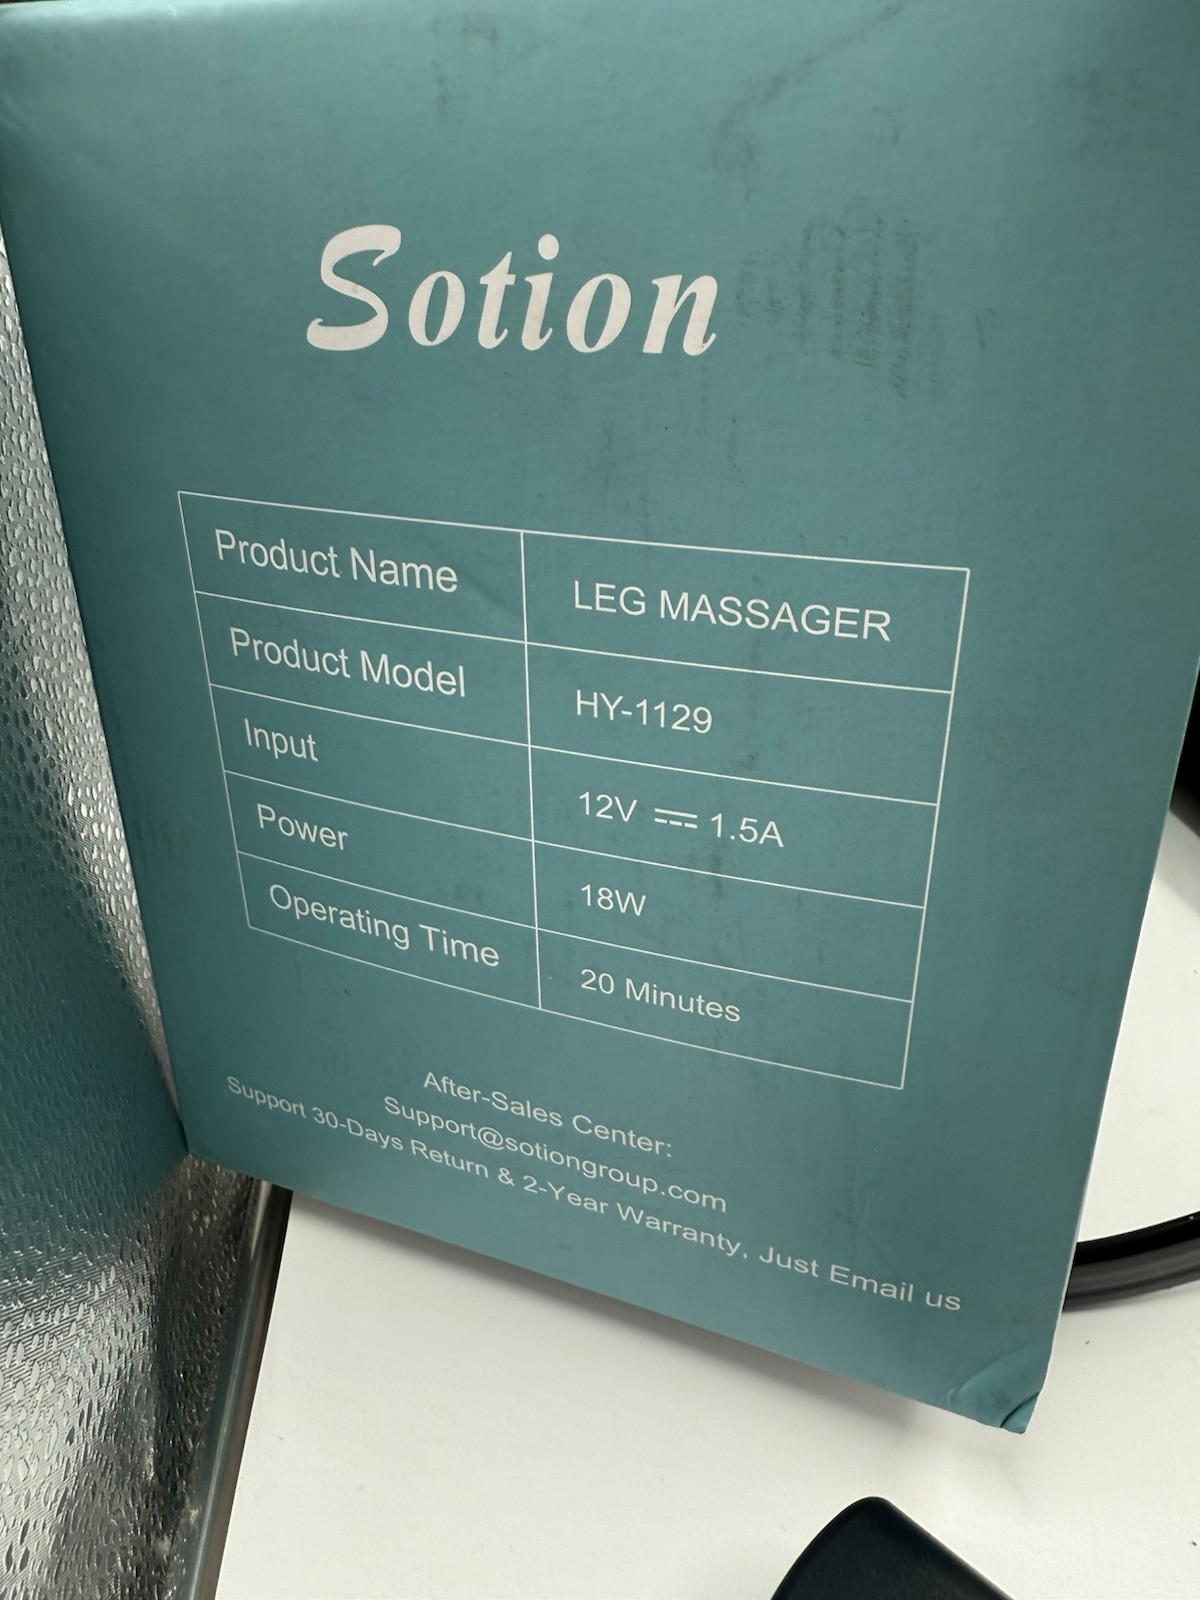 Sotion
Product Name LEG MASSAGER
Product Model HY-1129
Input 12V ⎓ 1.5A
Power 18W
Operating Time 20 Minutes
After-Sales Center:
Support@sotiongroup.com
Support 30-Days Return & 2-Year Warranty, Just Email us